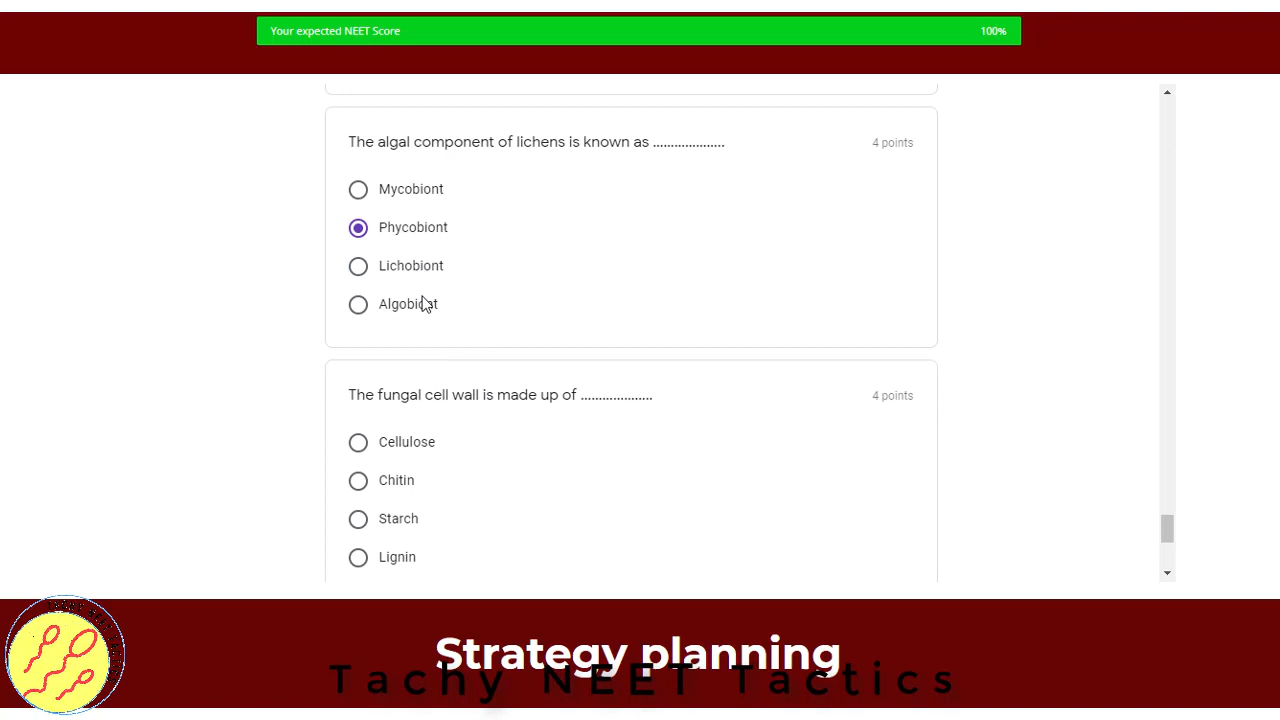 Your expected NEET Score 100%
The algal component of lichens is known as ....................
4 points
Mycobiont
Phycobiont
Lichobiont
Algobiont
The fungal cell wall is made up of ....................
4 points
Cellulose
Chitin
Starch
Lignin
Strategy planning
Tachy NEET Tactics